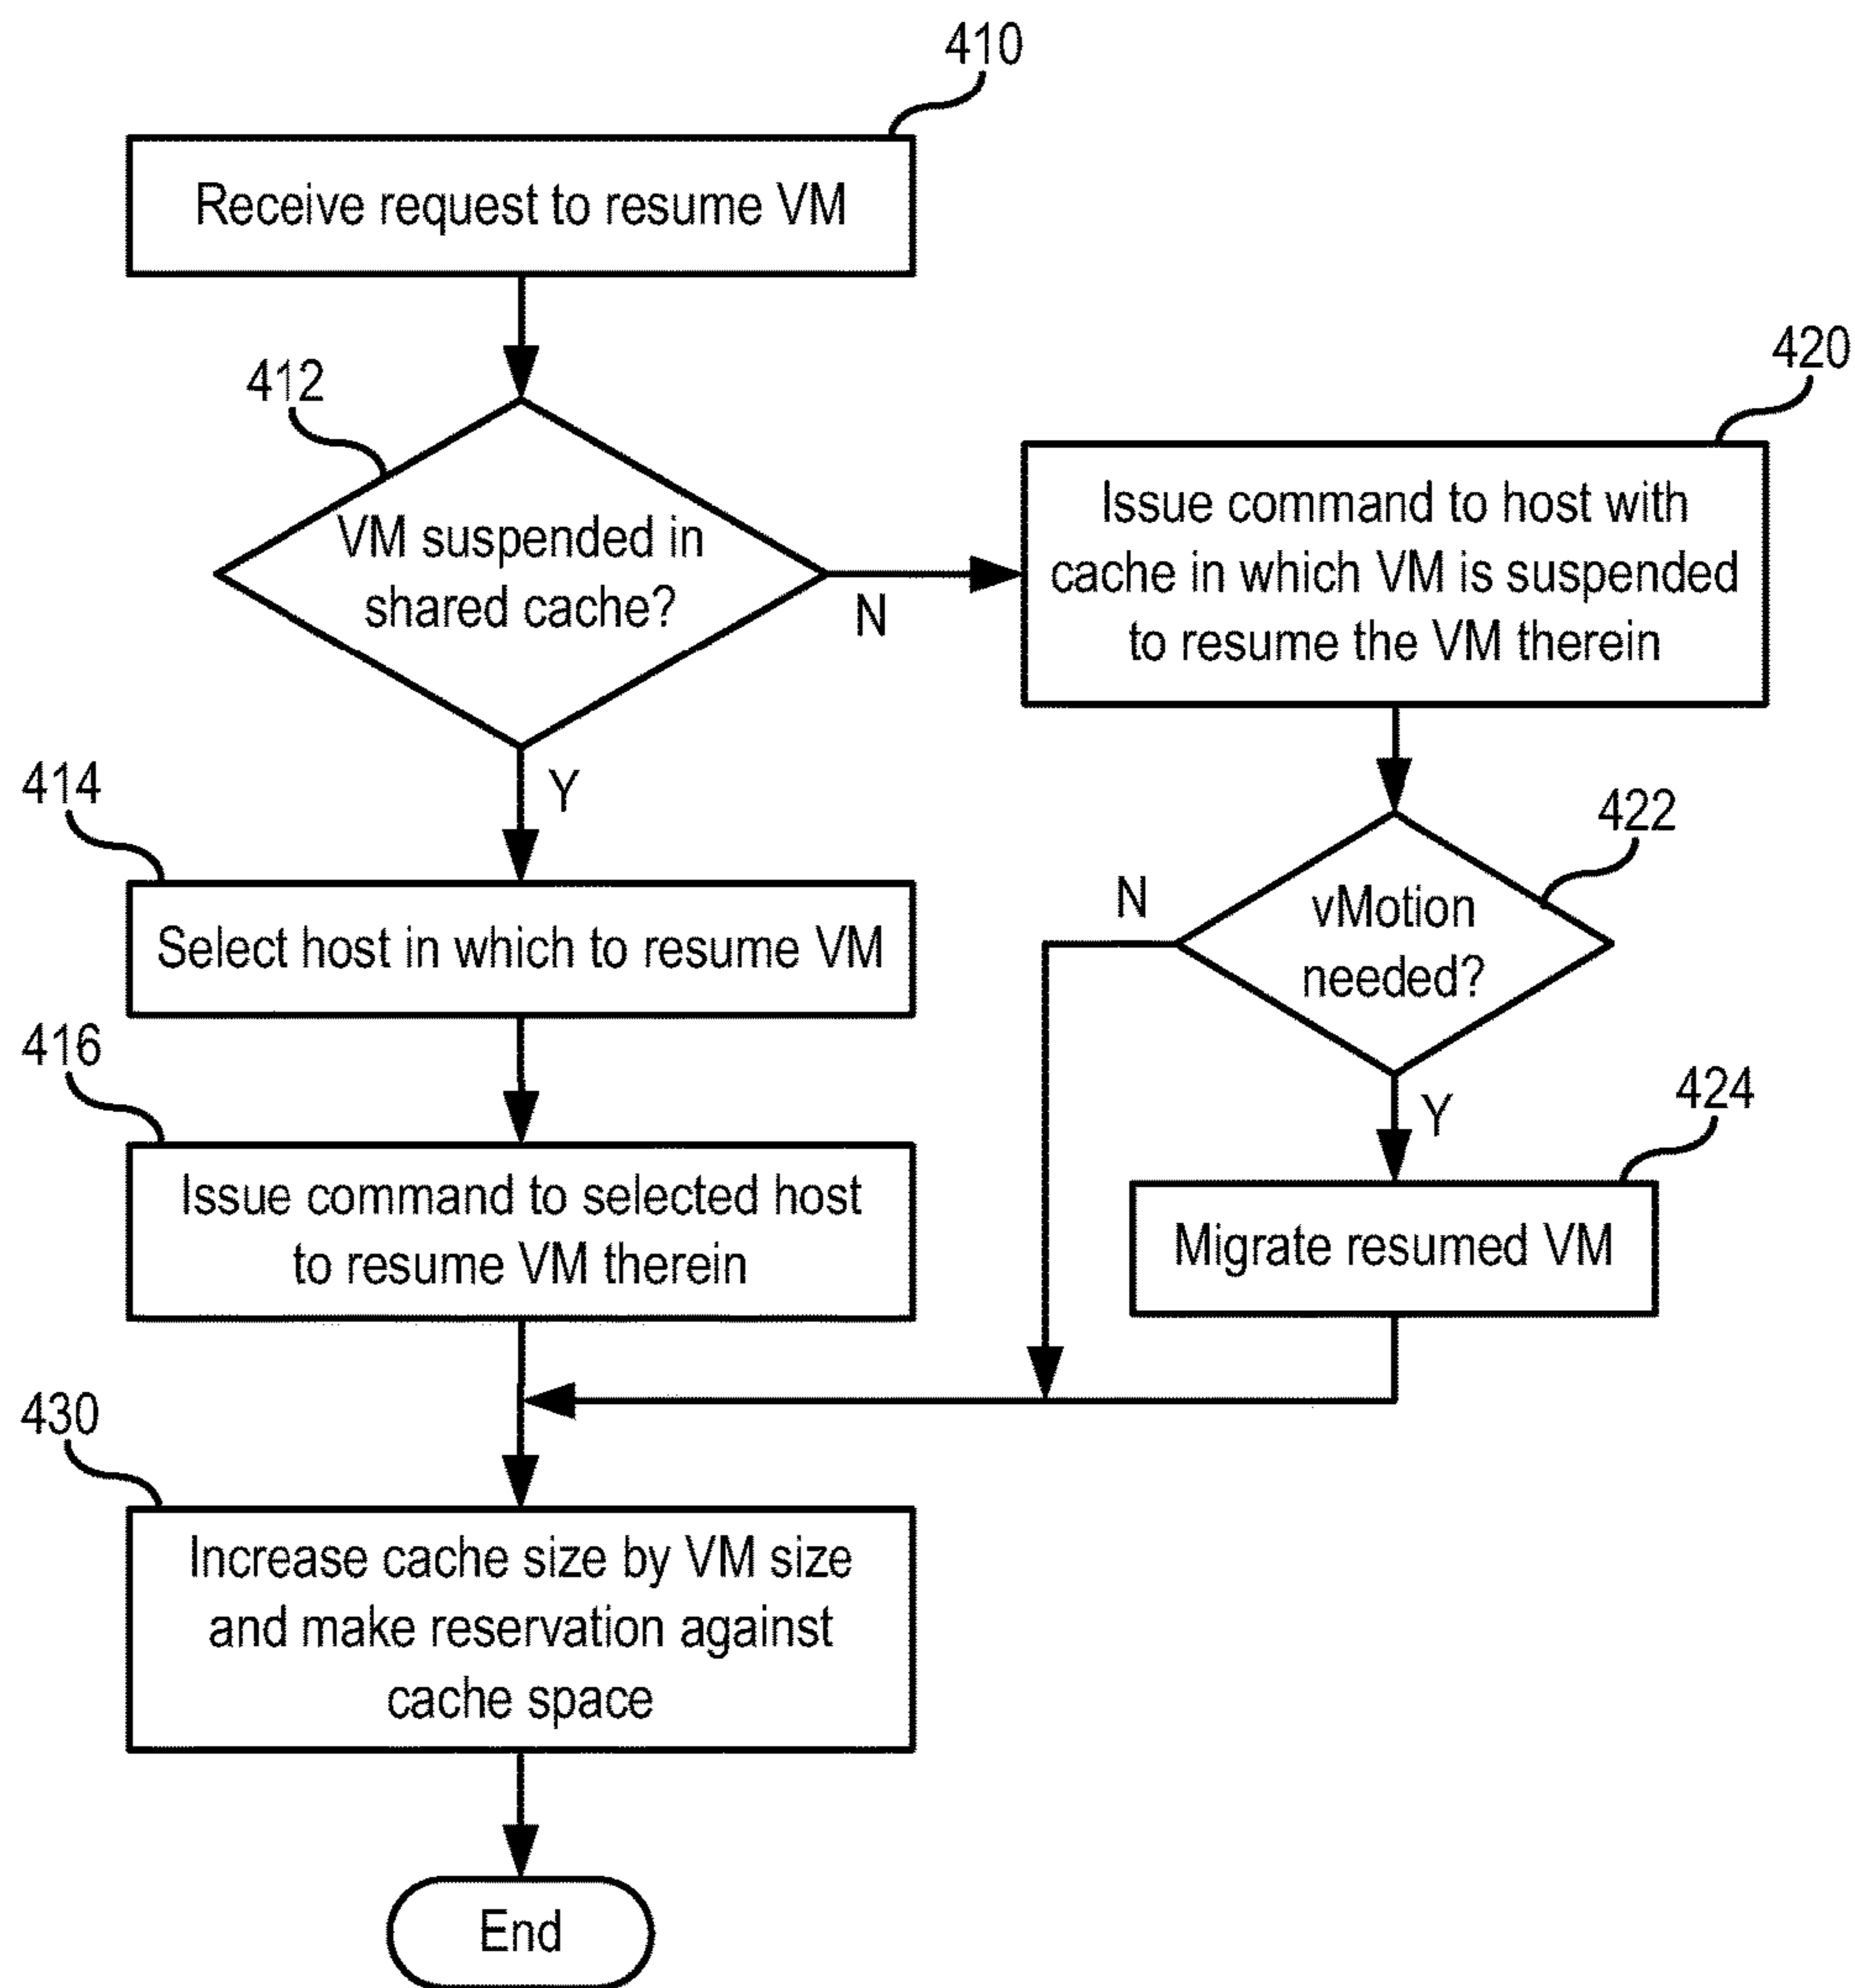 410
Receive request to resume VM
412
VM suspended in
shared cache?
N
Y
420
Issue command to host with
cache in which VM is suspended
to resume the VM therein
414
Select host in which to resume VM
422
vMotion
needed?
N
Y
416
Issue command to selected host
to resume VM therein
424
Migrate resumed VM
430
Increase cache size by VM size
and make reservation against
cache space
End